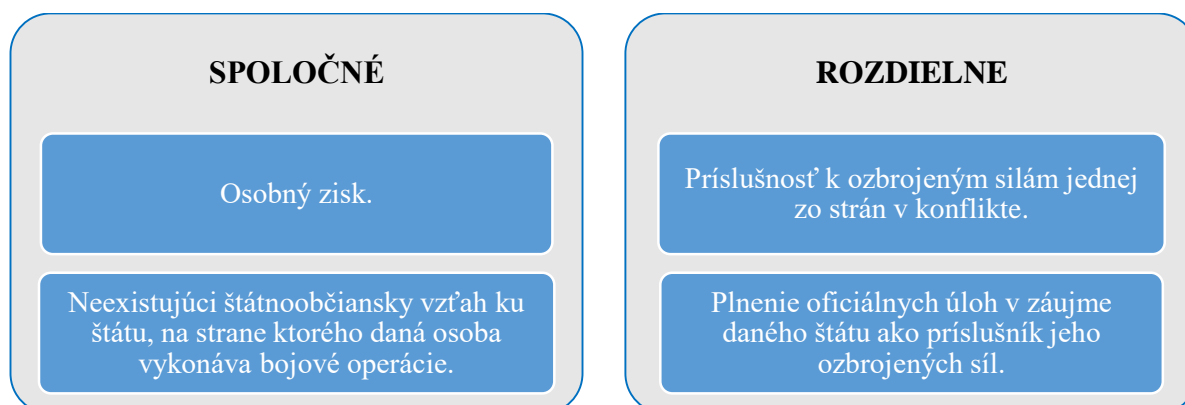 SPOLOČNÉ
Osobný zisk.
Neexistujúci štátnoobčiansky vzťah ku
štátu, na strane ktorého daná osoba
vykonáva bojové operácie.
ROZDIELNE
Príslušnosť k ozbrojeným silám jednej
zo strán v konflikte.
Plnenie oficiálnych úloh v záujme
daného štátu ako príslušník jeho
ozbrojených síl.